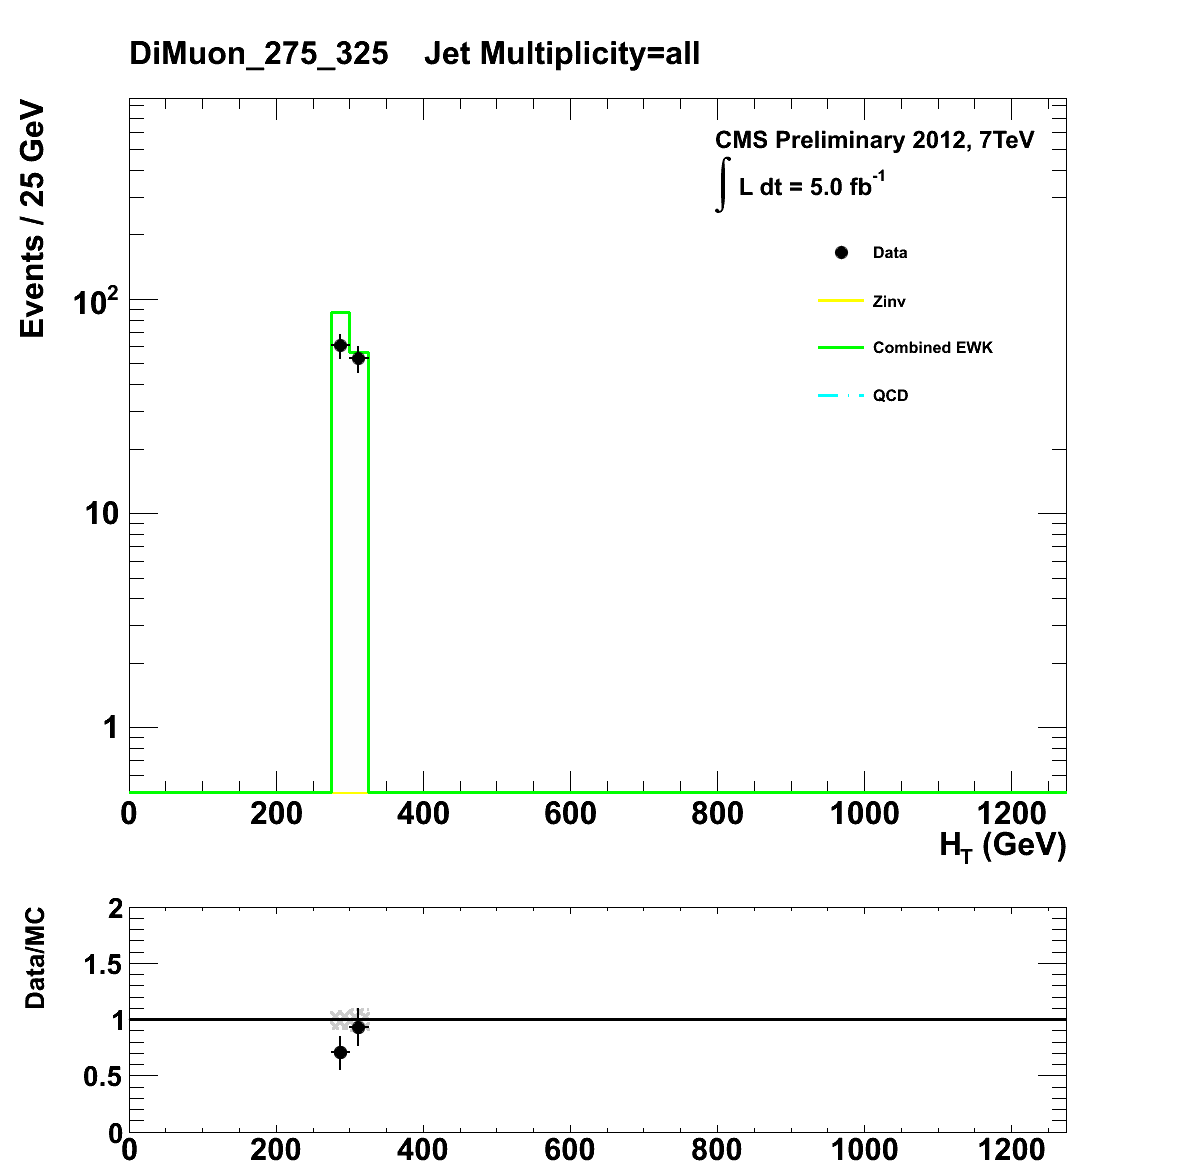 DiMuon_275_325    Jet Multiplicity=all
Events / 25 GeV
CMS Preliminary 2012, 7TeV
∫ L dt = 5.0 fb⁻¹
Data
Zinv
Combined EWK
QCD
10²
10
1
0 200 400 600 800 1000 1200
H_T (GeV)
Data/MC
2
1.5
1
0.5
0
0 200 400 600 800 1000 1200